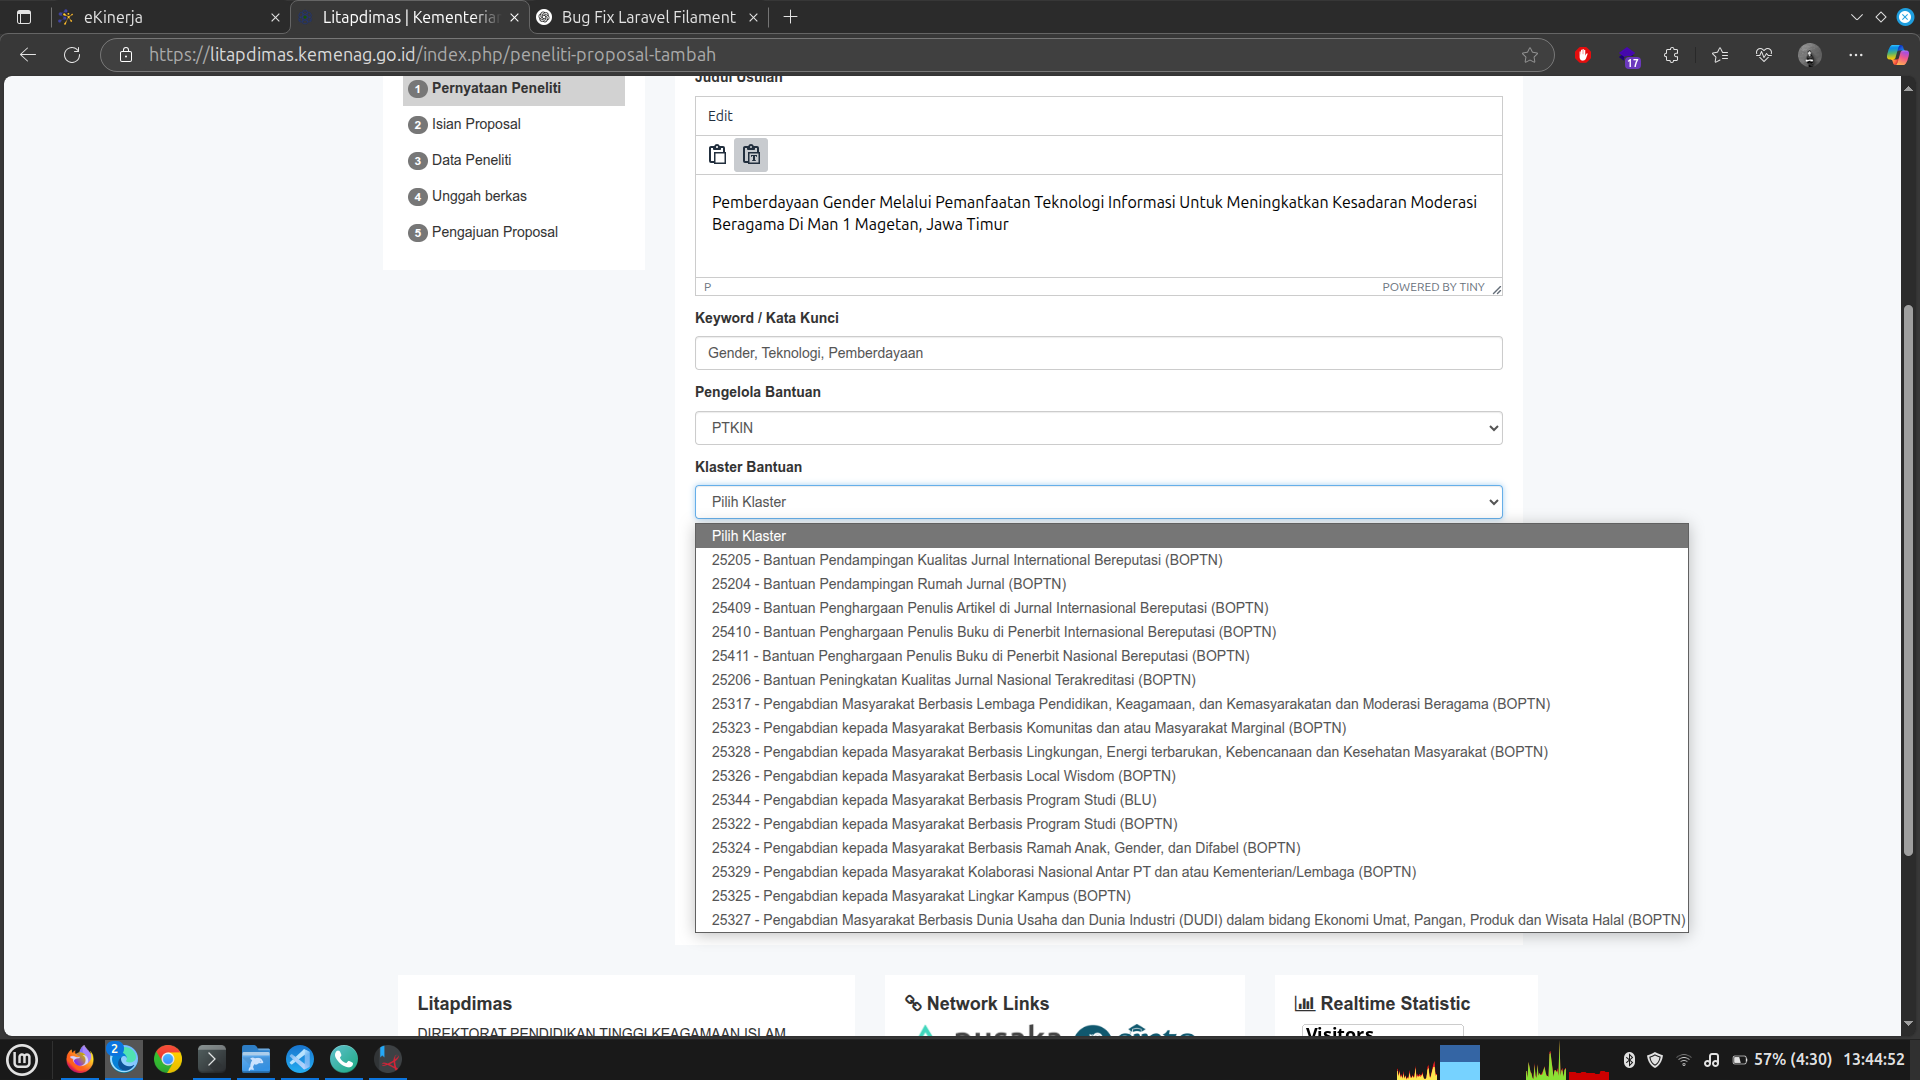 eKinerja
Litapdimas | Kementerian
Bug Fix Laravel Filament
https://litapdimas.kemenag.go.id/index.php/peneliti-proposal-tambah
17
1 Pernyataan Peneliti
2 Isian Proposal
3 Data Peneliti
4 Unggah berkas
5 Pengajuan Proposal
Judul Usulan
Edit
Pemberdayaan Gender Melalui Pemanfaatan Teknologi Informasi Untuk Meningkatkan Kesadaran Moderasi
Beragama Di Man 1 Magetan, Jawa Timur
P
POWERED BY TINY
Keyword / Kata Kunci
Gender, Teknologi, Pemberdayaan
Pengelola Bantuan
PTKIN
Klaster Bantuan
Pilih Klaster
Pilih Klaster
25205 - Bantuan Pendampingan Kualitas Jurnal International Bereputasi (BOPTN)
25204 - Bantuan Pendampingan Rumah Jurnal (BOPTN)
25409 - Bantuan Penghargaan Penulis Artikel di Jurnal Internasional Bereputasi (BOPTN)
25410 - Bantuan Penghargaan Penulis Buku di Penerbit Internasional Bereputasi (BOPTN)
25411 - Bantuan Penghargaan Penulis Buku di Penerbit Nasional Bereputasi (BOPTN)
25206 - Bantuan Peningkatan Kualitas Jurnal Nasional Terakreditasi (BOPTN)
25317 - Pengabdian Masyarakat Berbasis Lembaga Pendidikan, Keagamaan, dan Kemasyarakatan dan Moderasi Beragama (BOPTN)
25323 - Pengabdian kepada Masyarakat Berbasis Komunitas dan atau Masyarakat Marginal (BOPTN)
25328 - Pengabdian kepada Masyarakat Berbasis Lingkungan, Energi terbarukan, Kebencanaan dan Kesehatan Masyarakat (BOPTN)
25326 - Pengabdian kepada Masyarakat Berbasis Local Wisdom (BOPTN)
25344 - Pengabdian kepada Masyarakat Berbasis Program Studi (BLU)
25322 - Pengabdian kepada Masyarakat Berbasis Program Studi (BOPTN)
25324 - Pengabdian kepada Masyarakat Berbasis Ramah Anak, Gender, dan Difabel (BOPTN)
25329 - Pengabdian kepada Masyarakat Kolaborasi Nasional Antar PT dan atau Kementerian/Lembaga (BOPTN)
25325 - Pengabdian kepada Masyarakat Lingkar Kampus (BOPTN)
25327 - Pengabdian Masyarakat Berbasis Dunia Usaha dan Dunia Industri (DUDI) dalam bidang Ekonomi Umat, Pangan, Produk dan Wisata Halal (BOPTN)
Litapdimas
DIREKTORAT PENDIDIKAN TINGGI KEAGAMAAN ISLAM
Network Links
Realtime Statistic
Visitors
2
57% (4:30)
13:44:52